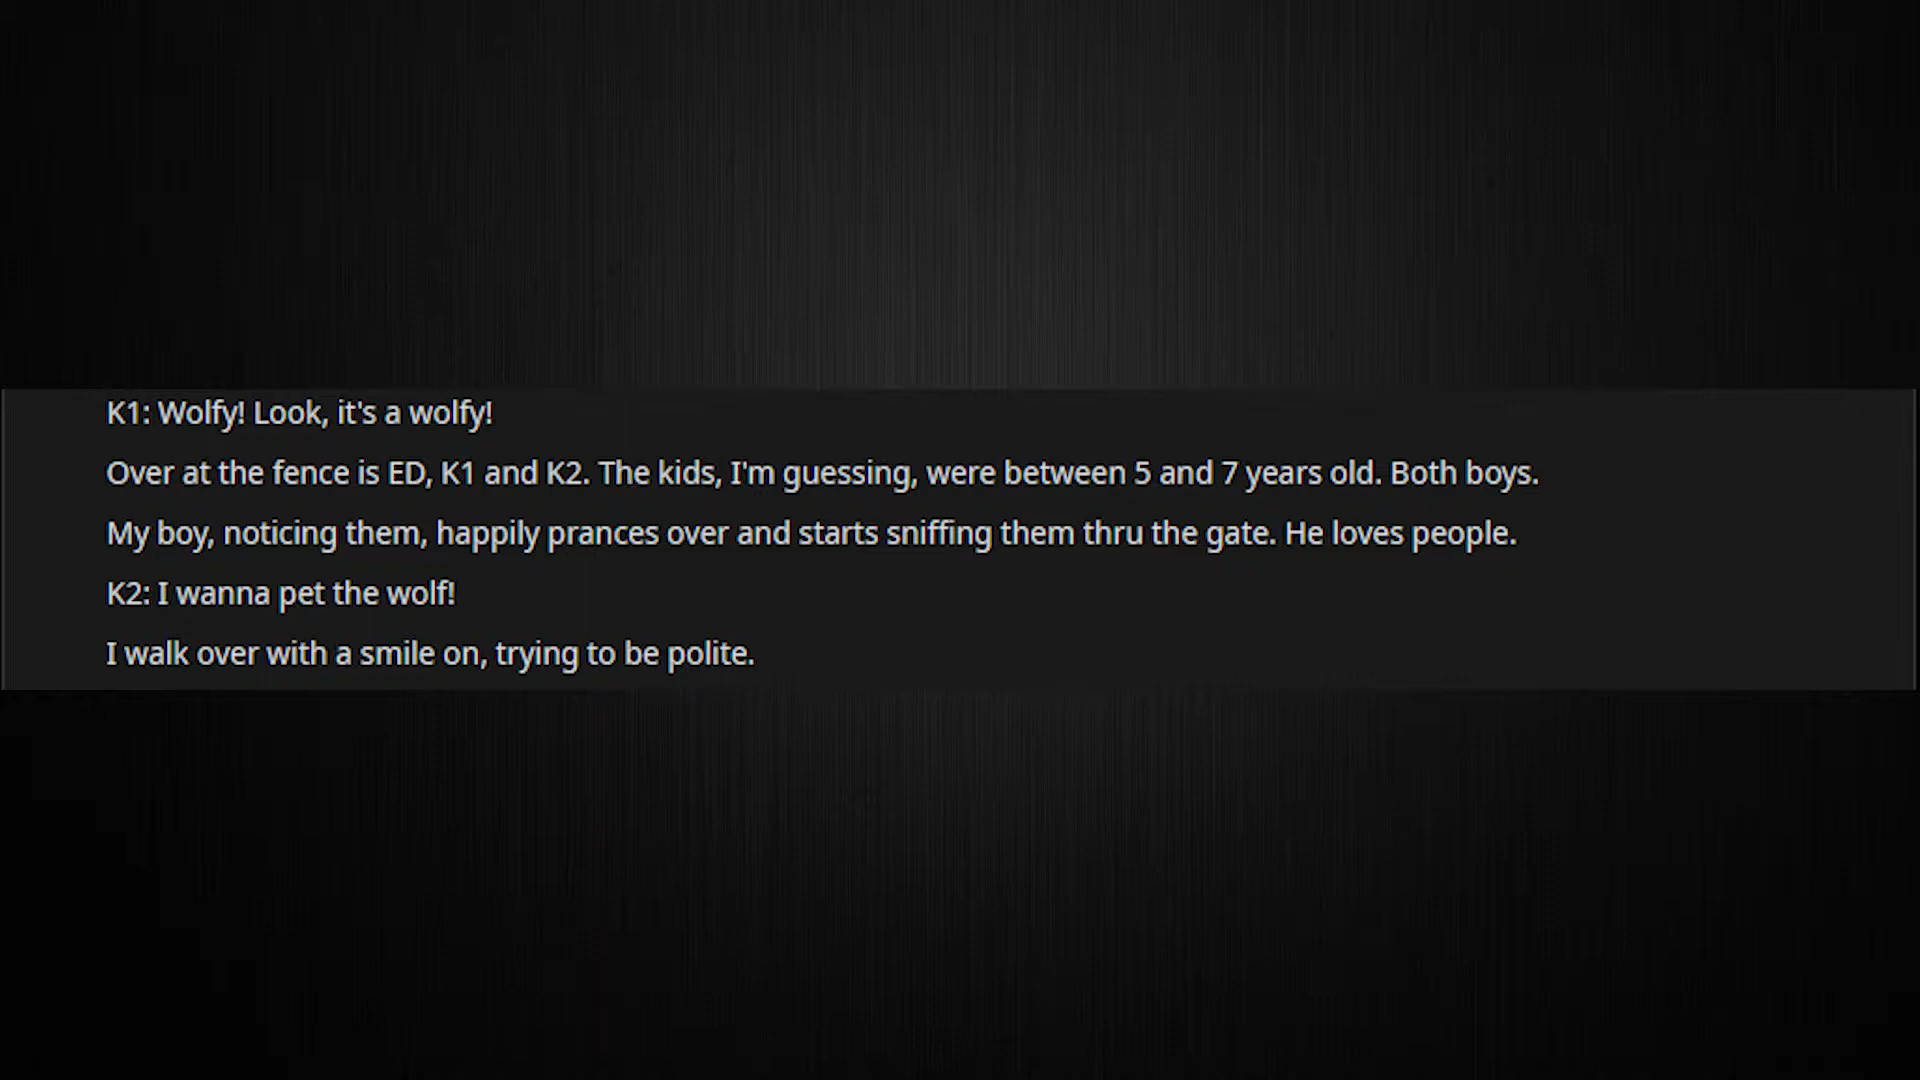 K1: Wolfy! Look, it's a wolfy!
Over at the fence is ED, K1 and K2. The kids, I'm guessing, were between 5 and 7 years old. Both boys.
My boy, noticing them, happily prances over and starts sniffing them thru the gate. He loves people.
K2: I wanna pet the wolf!
I walk over with a smile on, trying to be polite.